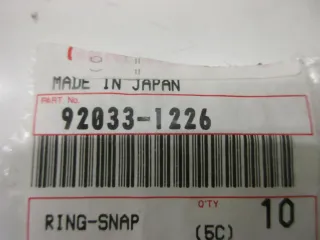 MADE IN JAPAN
PART No.
92033-1226
RING-SNAP
Q'TY
10
(5C)